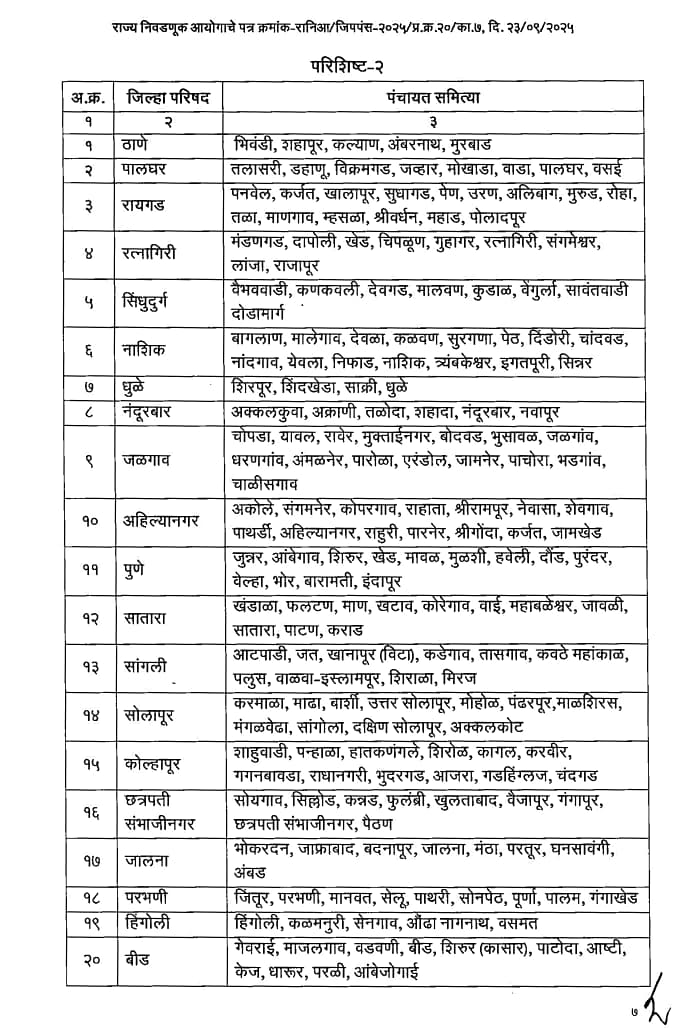 राज्य निवडणूक आयोगाचे पत्र क्रमांक-रानिआ/जिपपंस-२०२५/प्र.क्र.२०/का.७, दि. २३/०९/२०२५
परिशिष्ट-२
अ.क्र. जिल्हा परिषद पंचायत समित्या
१ २ ३
१ ठाणे भिवंडी, शहापूर, कल्याण, अंबरनाथ, मुरबाड
२ पालघर तलासरी, डहाणू, विक्रमगड, जव्हार, मोखाडा, वाडा, पालघर, वसई
३ रायगड पनवेल, कर्जत, खालापूर, सुधागड, पेण, उरण, अलिबाग, मुरुड, रोहा,
तळा, माणगाव, म्हसळा, श्रीवर्धन, महाड, पोलादपूर
४ रत्नागिरी मंडणगड, दापोली, खेड, चिपळूण, गुहागर, रत्नागिरी, संगमेश्वर,
लांजा, राजापूर
५ सिंधुदुर्ग वैभववाडी, कणकवली, देवगड, मालवण, कुडाळ, वेंगुर्ला, सावंतवाडी
दोडामार्ग
६ नाशिक बागलाण, मालेगाव, देवळा, कळवण, सुरगणा, पेठ, दिंडोरी, चांदवड,
नांदगाव, येवला, निफाड, नाशिक, त्र्यंबकेश्वर, इगतपूरी, सिन्नर
७ धुळे शिरपूर, शिंदखेडा, साक्री, धुळे
८ नंदूरबार अक्कलकुवा, अक्राणी, तळोदा, शहादा, नंदूरबार, नवापूर
९ जळगाव चोपडा, यावल, रावेर, मुक्ताईनगर, बोदवड, भुसावळ, जळगांव,
धरणगांव, अंमळनेर, पारोळा, एरंडोल, जामनेर, पाचोरा, भडगांव,
चाळीसगाव
१० अहिल्यानगर अकोले, संगमनेर, कोपरगाव, राहाता, श्रीरामपूर, नेवासा, शेवगाव,
पाथर्डी, अहिल्यानगर, राहुरी, पारनेर, श्रीगोंदा, कर्जत, जामखेड
११ पुणे जुन्नर, आंबेगाव, शिरुर, खेड, मावळ, मुळशी, हवेली, दौंड, पुरंदर,
वेल्हा, भोर, बारामती, इंदापूर
१२ सातारा खंडाळा, फलटण, माण, खटाव, कोरेगाव, वाई, महाबळेश्वर, जावळी,
सातारा, पाटण, कराड
१३ सांगली आटपाडी, जत, खानापूर (विटा), कडेगाव, तासगाव, कवठे महांकाळ,
पलुस, वाळवा-इस्लामपूर, शिराळा, मिरज
१४ सोलापूर करमाळा, माढा, बार्शी, उत्तर सोलापूर, मोहोळ, पंढरपूर,माळशिरस,
मंगळवेढा, सांगोला, दक्षिण सोलापूर, अक्कलकोट
१५ कोल्हापूर शाहुवाडी, पन्हाळा, हातकणंगले, शिरोळ, कागल, करवीर,
गगनबावडा, राधानगरी, भुदरगड, आजरा, गडहिंग्लज, चंदगड
१६ छत्रपती संभाजीनगर सोयगाव, सिल्लोड, कन्नड, फुलंब्री, खुलताबाद, वैजापूर, गंगापूर,
छत्रपती संभाजीनगर, पैठण
१७ जालना भोकरदन, जाफ्राबाद, बदनापूर, जालना, मंठा, परतूर, घनसावंगी,
अंबड
१८ परभणी जिंतूर, परभणी, मानवत, सेलू, पाथरी, सोनपेठ, पूर्णा, पालम, गंगाखेड
१९ हिंगोली हिंगोली, कळमनुरी, सेनगाव, औंढा नागनाथ, वसमत
२० बीड गेवराई, माजलगाव, वडवणी, बीड, शिरुर (कासार), पाटोदा, आष्टी,
केज, धारूर, परळी, आंबेजोगाई
७